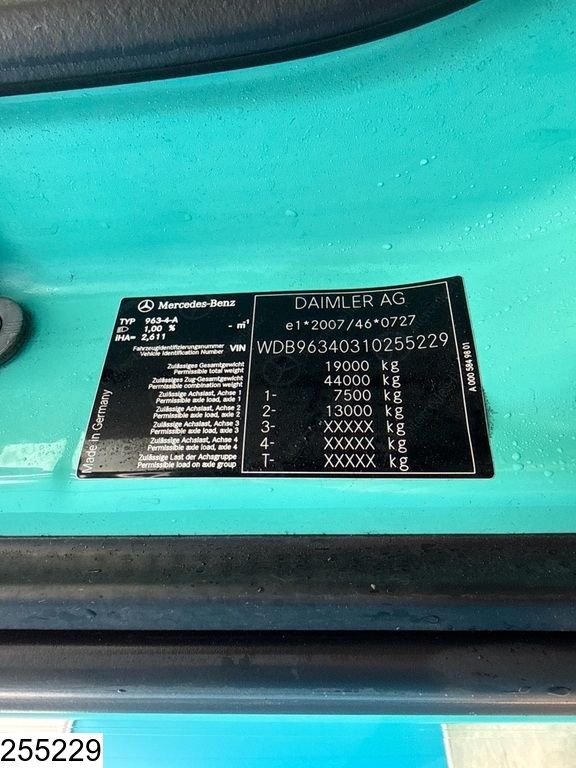 Mercedes-Benz
TYP 963-4-A
1,00 % - m³
IHA= 2,611
Fahrzeugidentifizierungsnummer
Vehicle Identification Number VIN
Zulässiges Gesamtgewicht
Permissible total weight
Zulässiges Zug-Gesamtgewicht
Permissible combination weight
Zulässige Achslast, Achse 1
Permissible axle load, axle 1
Zulässige Achslast, Achse 2
Permissible axle load, axle 2
Zulässige Achslast, Achse 3
Permissible axle load, axle 3
Zulässige Achslast, Achse 4
Permissible axle load, axle 4
Zulässige Last der Achsgruppe
Permissible load on axle group
Made in Germany
DAIMLER AG
e1*2007/46*0727
WDB96340310255229
19000 kg
44000 kg
1- 7500 kg
2- 13000 kg
3- XXXXX kg
4- XXXXX kg
T- XXXXX kg
A 000 584 98 01
255229